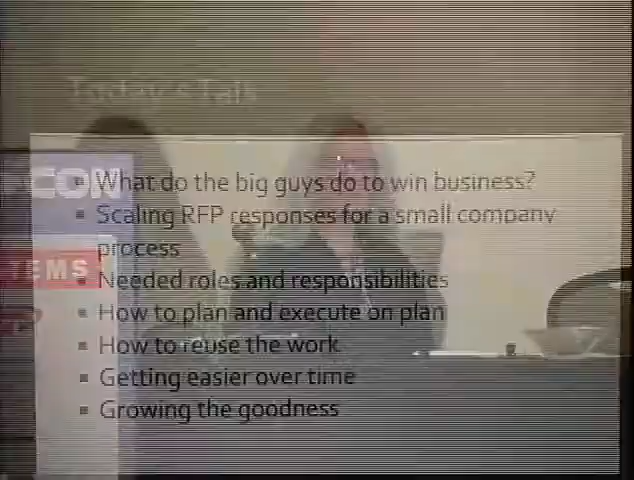 Today's Talk
What do the big guys do to win business?
Scaling RFP responses for a small company
process
Needed roles and responsibilities
How to plan and execute on plan
How to reuse the work
Getting easier over time
Growing the goodness
CON
TEMS